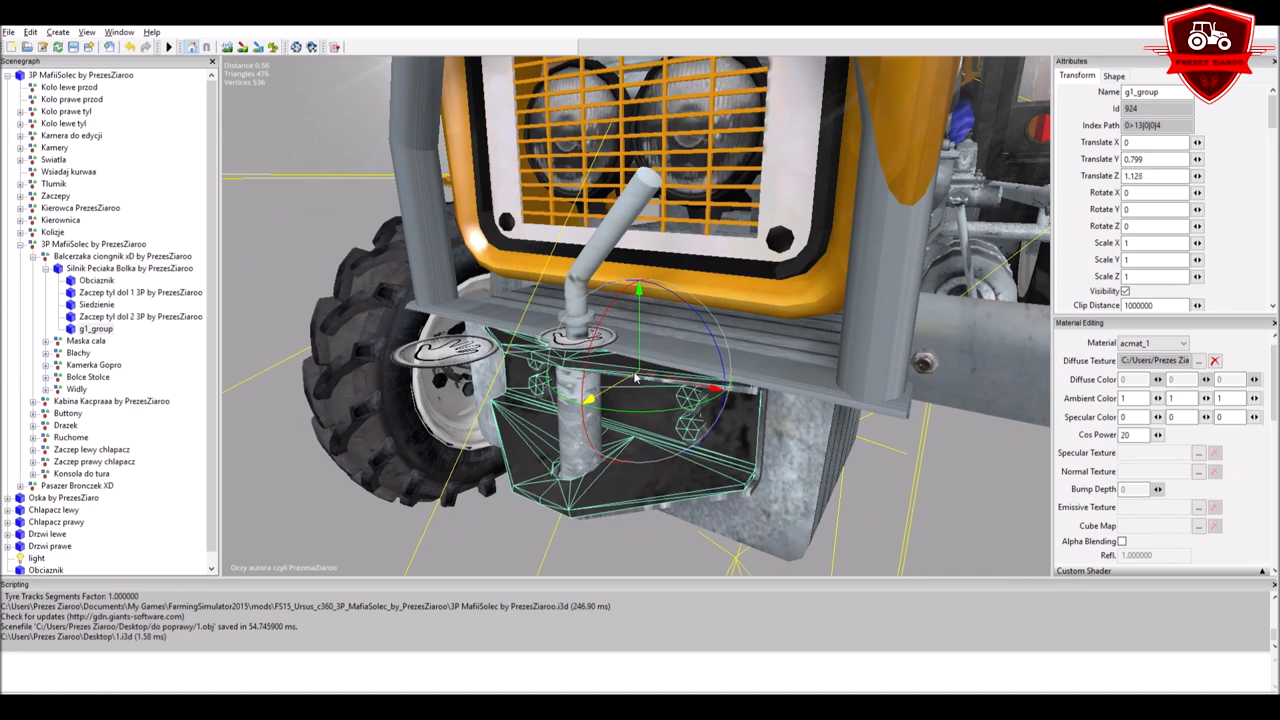 PREZES ZIAROO
File Edit Create View Window Help
Scenegraph
3P MafiiSolec by PrezesZiaroo
Kolo lewe przod
Kolo prawe przod
Kolo prawe tyl
Kolo lewe tyl
Kamera do edycji
Kamery
Swiatla
Wsiadaj kurwaa
Tlumik
Zaczepy
Kierowca PrezesZiaroo
Kierownica
Kolizje
3P MafiiSolec by PrezesZiaroo
Balcerzaka ciongnik xD by PrezesZiaroo
Silnik Peciaka Bolka by PrezesZiaroo
Obciaznik
Zaczep tyl dol 1 3P by PrezesZiaroo
Siedzienie
Zaczep tyl dol 2 3P by PrezesZiaroo
g1_group
Maska cala
Blachy
Kamerka Gopro
Bolce Stolce
Widly
Kabina Kacpraaa by PrezesZiaroo
Buttony
Drazek
Ruchome
Zaczep lewy chlapacz
Zaczep prawy chlapacz
Konsola do tura
Pasazer Bronczek XD
Oska by PrezesZiaro
Chlapacz lewy
Chlapacz prawy
Drzwi lewe
Drzwi prawe
light
Obciaznik
Distance 0.56
Triangles 476
Vertices 536
Oczy autora czyli PrezesaZiaroo
Attributes
Transform Shape
Name g1_group
Id 924
Index Path 0>13|0|0|4
Translate X 0
Translate Y 0.799
Translate Z 1.126
Rotate X 0
Rotate Y 0
Rotate Z 0
Scale X 1
Scale Y 1
Scale Z 1
Visibility
Clip Distance 1000000
Material Editing
Material acmat_1
Diffuse Texture C:/Users/Prezes Zia ...
Diffuse Color 0 0 0
Ambient Color 1 1 1
Specular Color 0 0 0
Cos Power 20
Specular Texture ...
Normal Texture ...
Bump Depth 0
Emissive Texture ...
Cube Map ...
Alpha Blending
Refl. 1.000000
Custom Shader
Scripting
Tyre Tracks Segments Factor: 1.000000
C:\Users\Prezes Ziaroo\Documents\My Games\FarmingSimulator2015\mods\FS15_Ursus_c360_3P_MafiaSolec_by_PrezesZiaroo\3P MafiiSolec by PrezesZiaroo.i3d (246.90 ms)
Check for updates (http://gdn.giants-software.com)
Scenefile 'C:/Users/Prezes Ziaroo/Desktop/do poprawy/1.obj' saved in 54.745900 ms.
C:\Users\Prezes Ziaroo\Desktop\1.i3d (1.58 ms)